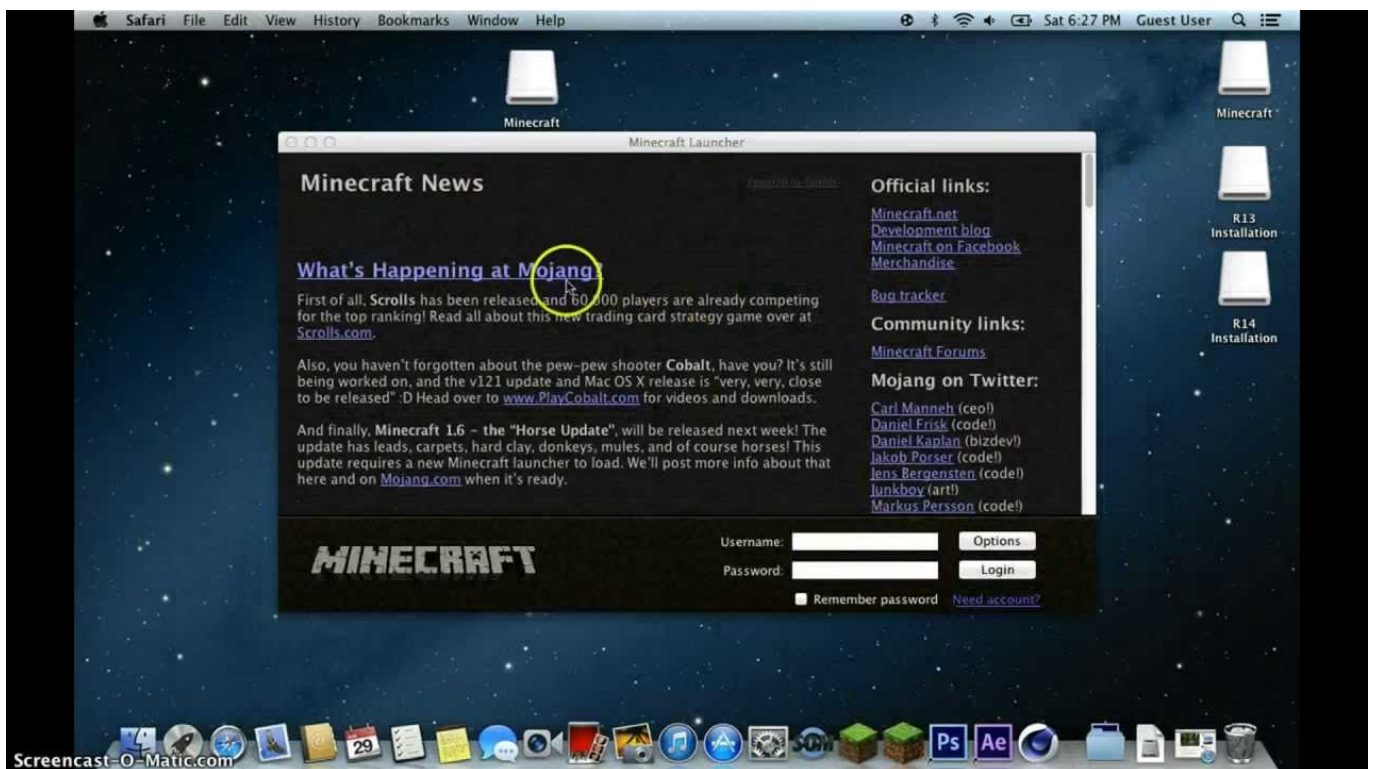 Safari File Edit View History Bookmarks Window Help
Sat 6:27 PM Guest User
Minecraft
Minecraft
R13
Installation
R14
Installation
Minecraft Launcher
Minecraft News
What's Happening at Mojang?
First of all, Scrolls has been released and 60,000 players are already competing
for the top ranking! Read all about this new trading card strategy game over at
Scrolls.com.
Also, you haven't forgotten about the pew-pew shooter Cobalt, have you? It's still
being worked on, and the v121 update and Mac OS X release is "very, very, close
to be released" :D Head over to www.PlayCobalt.com for videos and downloads.
And finally, Minecraft 1.6 – the "Horse Update", will be released next week! The
update has leads, carpets, hard clay, donkeys, mules, and of course horses! This
update requires a new Minecraft launcher to load. We'll post more info about that
here and on Mojang.com when it's ready.
Official links:
Minecraft.net
Development blog
Minecraft on Facebook
Merchandise
Bug tracker
Community links:
Minecraft Forums
Mojang on Twitter:
Carl Manneh (ceo!)
Daniel Frisk (code!)
Daniel Kaplan (bizdev!)
Jakob Porser (code!)
Jens Bergensten (code!)
Junkboy (art!)
Markus Persson (code!)
MINECRAFT
Username:
Options
Password:
Login
Remember password
Need account?
29
SOM
Ps
Ae
Screencast-O-Matic.com